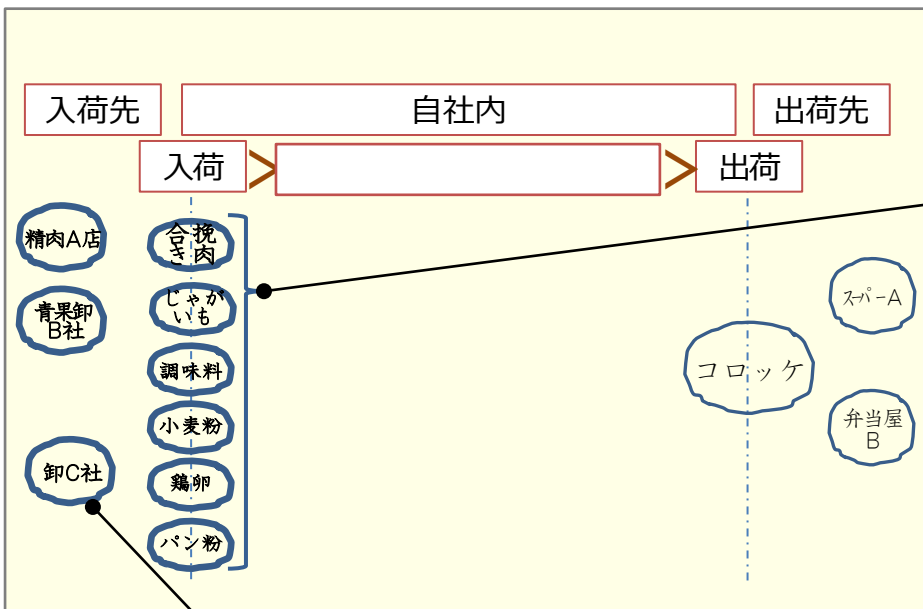 入荷先
自社内
出荷先
入荷
出荷
精肉A店
青果卸
B社
卸C社
合挽
き肉
じゃが
いも
調味料
小麦粉
鶏卵
パン粉
コロッケ
スーパーA
弁当屋
B